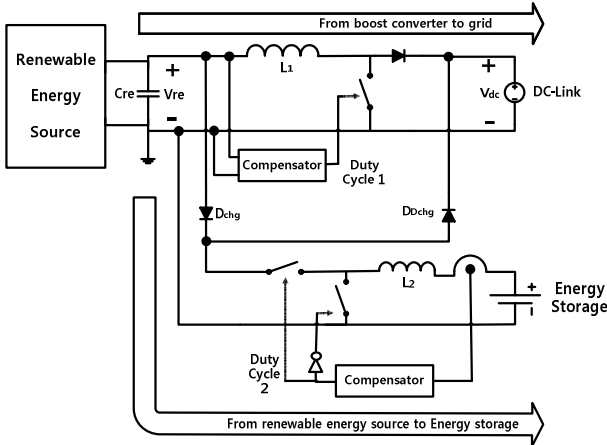 From boost converter to grid
Renewable
Energy
Source
Cre
+
Vre
-
L1
+
Vdc
-
DC-Link
Compensator
Duty
Cycle 1
Dchg
DDchg
L2
+
-
Energy
Storage
Duty
Cycle
2
Compensator
From renewable energy source to Energy storage